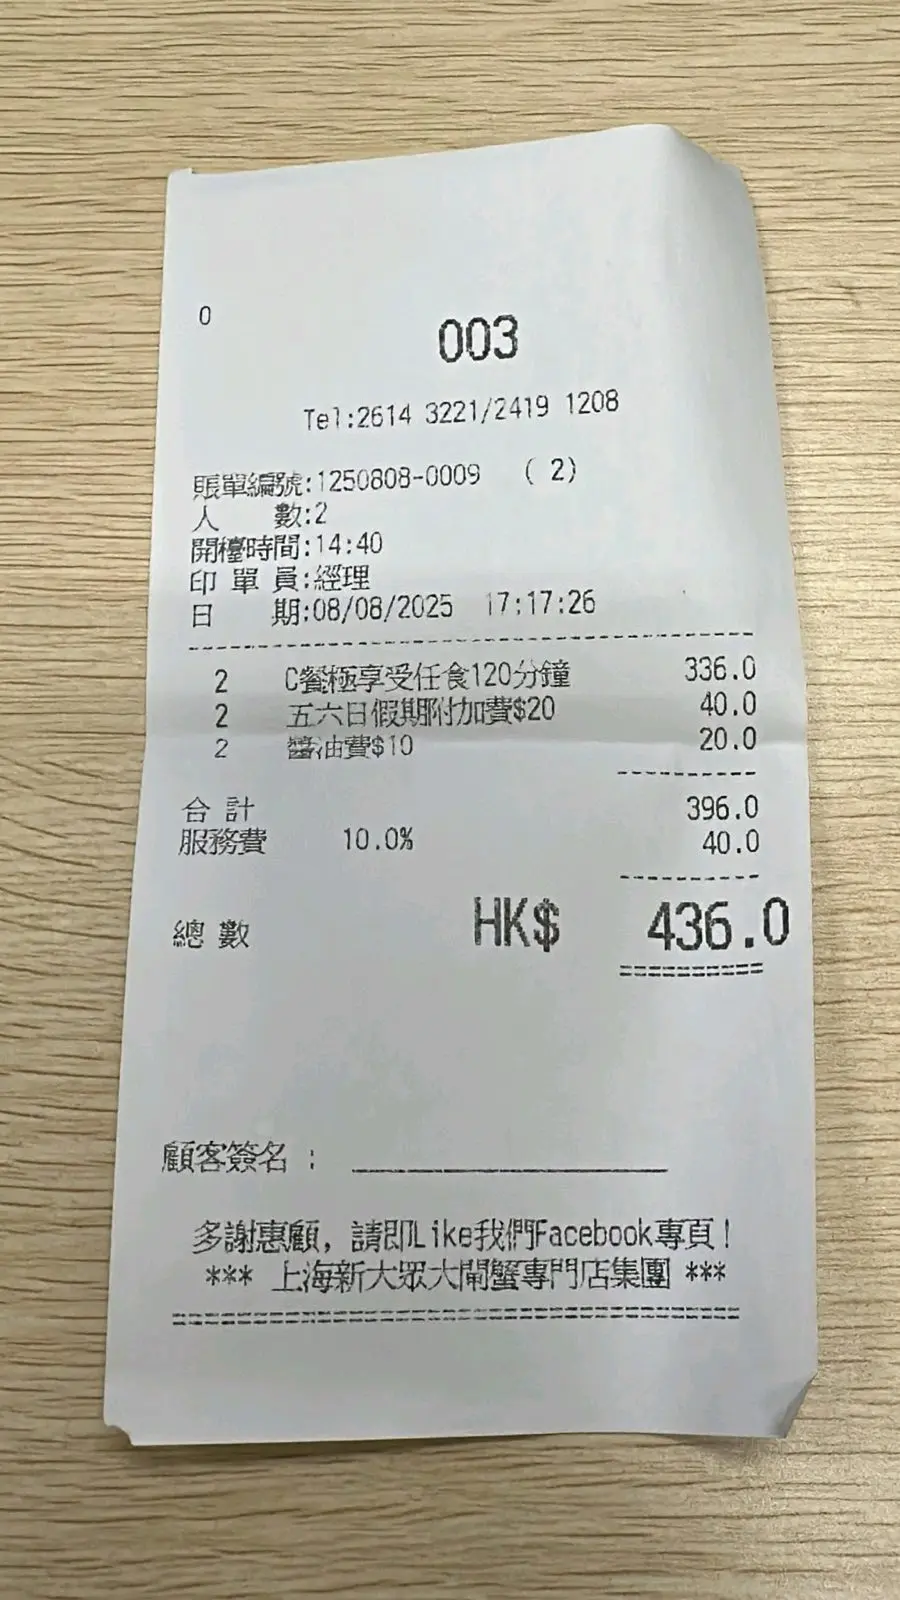 0
003
Tel:2614 3221/2419 1208
賬單編號:1250808-0009 (2)
人 數:2
開檯時間:14:40
印單員:經理
日 期:08/08/2025 17:17:26
2 C餐極享受任食120分鐘 336.0
2 五六日假期附加費$20 40.0
2 醬油費$10 20.0
合計 396.0
服務費 10.0% 40.0
總數 HK$ 436.0
顧客簽名 :
多謝惠顧, 請即Like我們Facebook專頁!
*** 上海新大眾大閘蟹專門店集團 ***